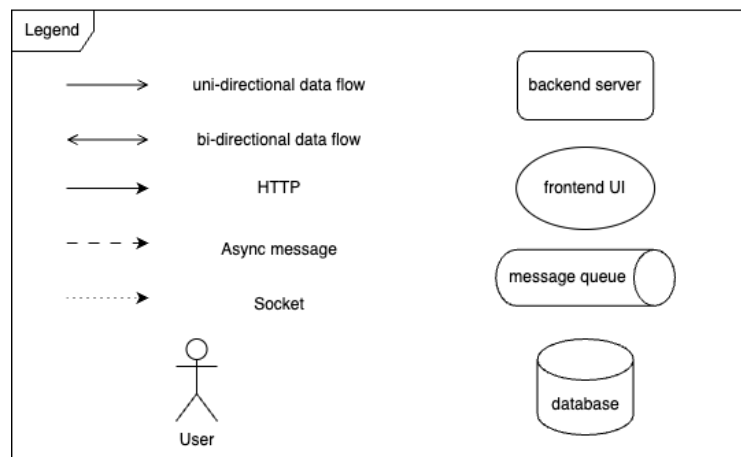 Legend
uni-directional data flow
backend server
bi-directional data flow
HTTP
frontend UI
Async message
message queue
Socket
database
User